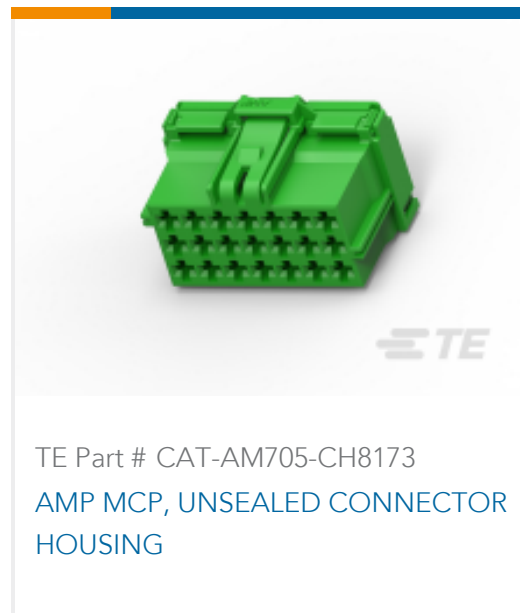 TE
TE Part # CAT-AM705-CH8173
AMP MCP, UNSEALED CONNECTOR
HOUSING